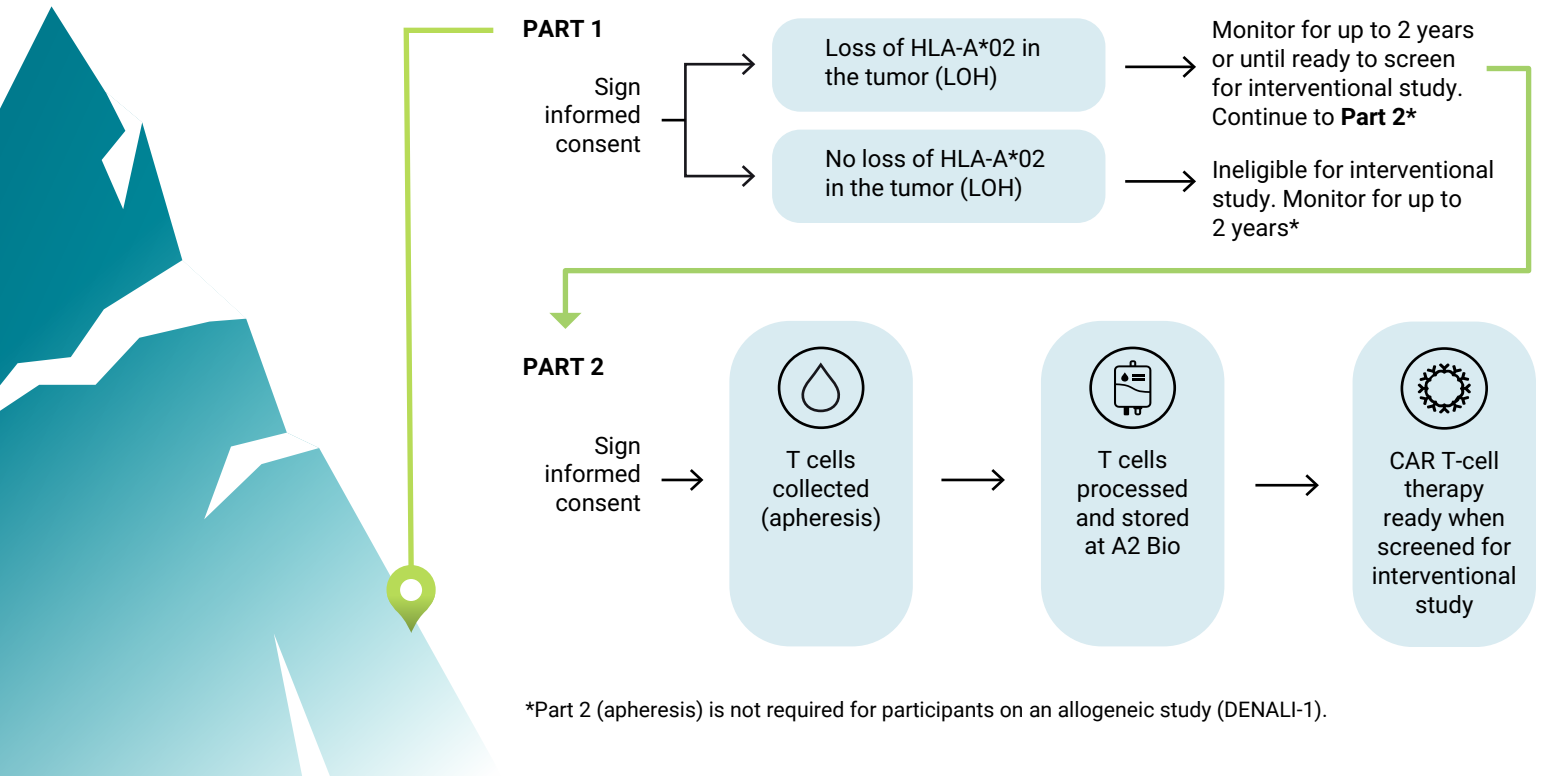 PART 1
Sign
informed
consent
Loss of HLA-A*02 in
the tumor (LOH)
Monitor for up to 2 years
or until ready to screen
for interventional study.
Continue to Part 2*
No loss of HLA-A*02
in the tumor (LOH)
Ineligible for interventional
study. Monitor for up to
2 years*
PART 2
Sign
informed
consent
T cells
collected
(apheresis)
T cells
processed
and stored
at A2 Bio
CAR T-cell
therapy
ready when
screened for
interventional
study
*Part 2 (apheresis) is not required for participants on an allogeneic study (DENALI-1).